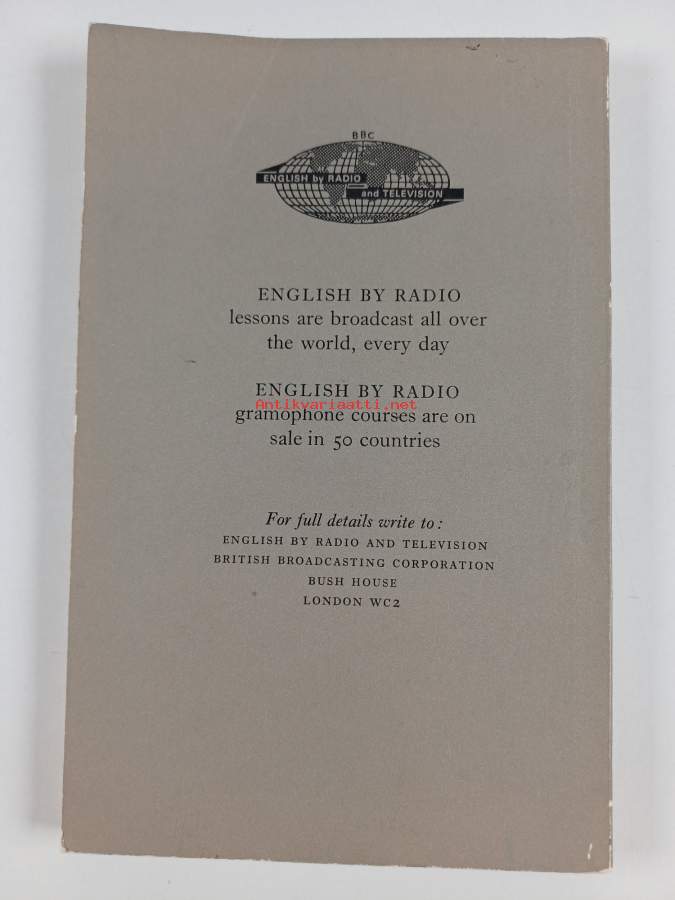 BBC
ENGLISH by RADIO
and TELEVISION
ENGLISH BY RADIO
lessons are broadcast all over
the world, every day
ENGLISH BY RADIO
Antikvariaatti.net
gramophone courses are on
sale in 50 countries
For full details write to:
ENGLISH BY RADIO AND TELEVISION
BRITISH BROADCASTING CORPORATION
BUSH HOUSE
LONDON WC2